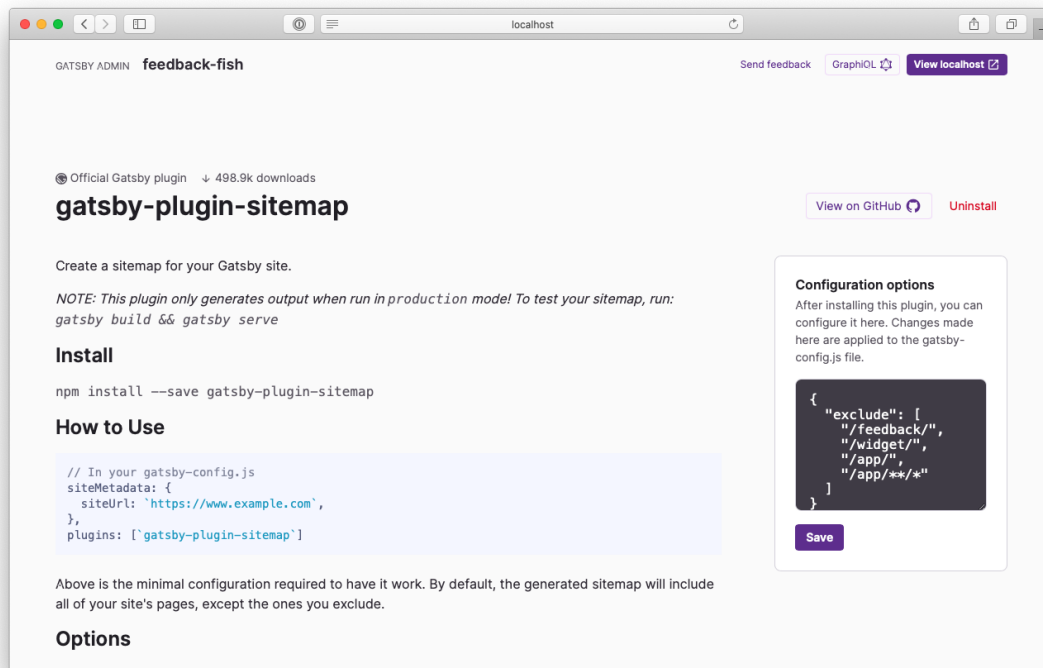 localhost
GATSBY ADMIN feedback-fish
Send feedback
GraphiQL
View localhost
Official Gatsby plugin ↓ 498.9k downloads
gatsby-plugin-sitemap
View on GitHub
Uninstall
Create a sitemap for your Gatsby site.
NOTE: This plugin only generates output when run in production mode! To test your sitemap, run:
gatsby build && gatsby serve
Install
npm install --save gatsby-plugin-sitemap
How to Use
// In your gatsby-config.js
siteMetadata: {
  siteUrl: `https://www.example.com`,
},
plugins: [`gatsby-plugin-sitemap`]
Above is the minimal configuration required to have it work. By default, the generated sitemap will include
all of your site's pages, except the ones you exclude.
Options
Configuration options
After installing this plugin, you can
configure it here. Changes made
here are applied to the gatsby-
config.js file.
{
  "exclude": [
    "/feedback/",
    "/widget/",
    "/app/",
    "/app/**/*"
  ]
}
Save